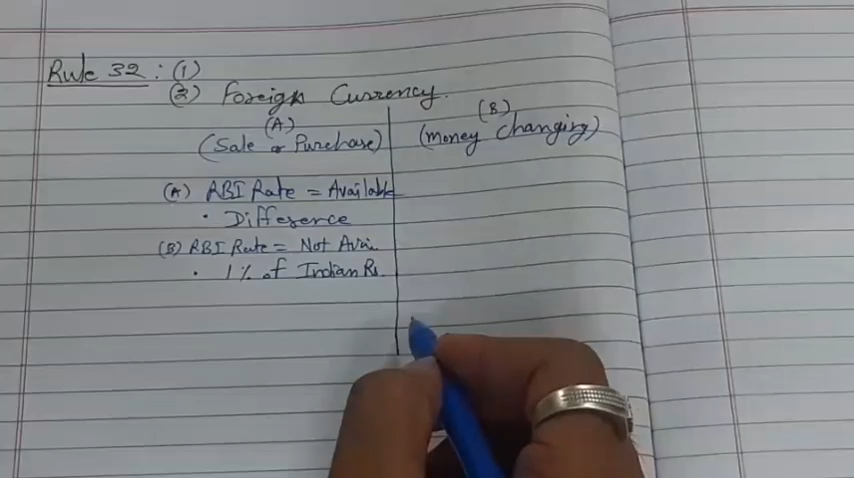 Rule 32 : (1)
(2) Foreign Currency.
(A)
(Sale or Purchase)
(B)
(Money Changing)
(A) RBI Rate = Available
• Difference
(B) RBI Rate = Not Avai.
• 1% of Indian Rs.